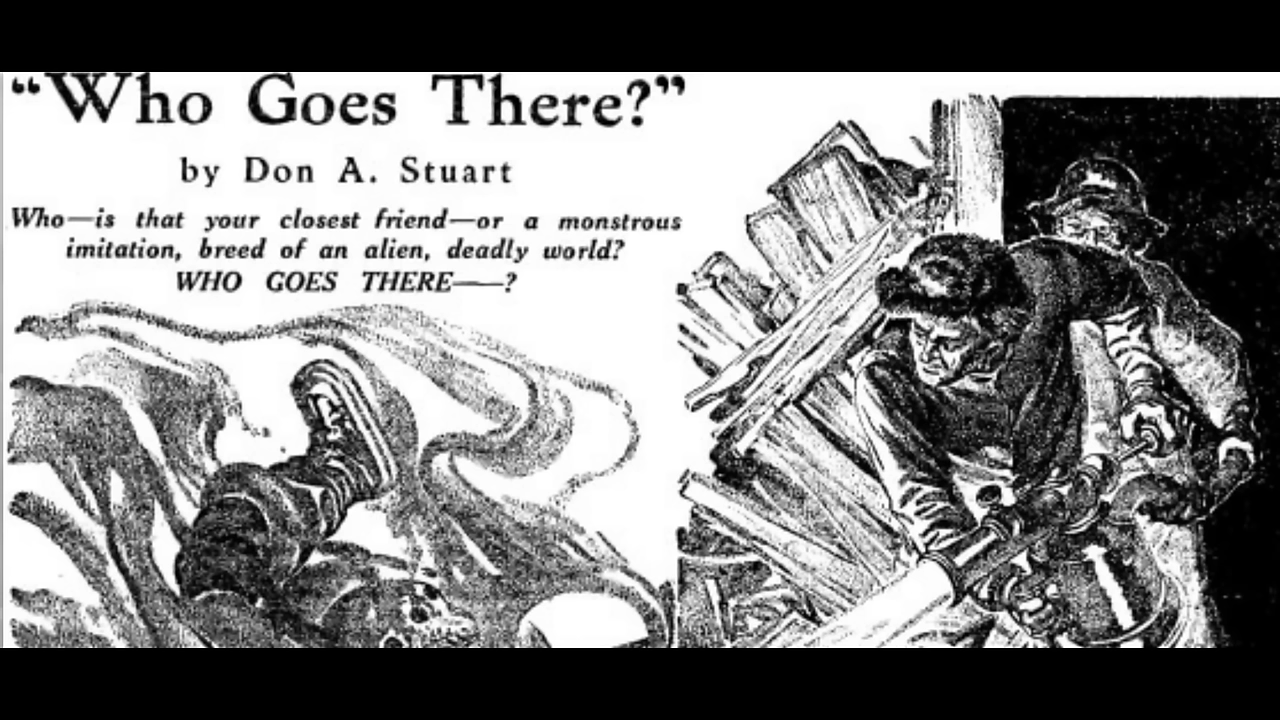 “Who Goes There?”
by Don A. Stuart
Who—is that your closest friend—or a monstrous
imitation, breed of an alien, deadly world?
WHO GOES THERE——?